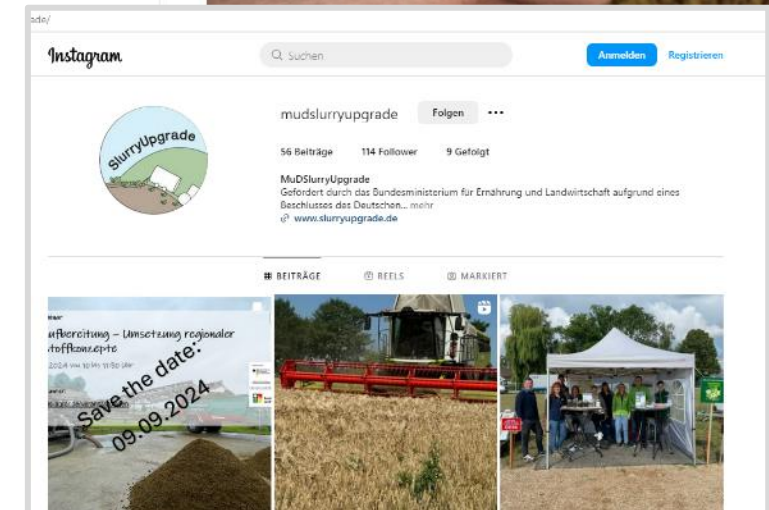 ade/
Instagram
Suchen
Anmelden
Registrieren
SlurryUpgrade
mudslurryupgrade
Folgen
56 Beiträge 114 Follower 9 Gefolgt
MuDSlurryUpgrade
Gefördert durch das Bundesministerium für Ernährung und Landwirtschaft aufgrund eines
Beschlusses des Deutschen... mehr
www.slurryupgrade.de
BEITRÄGE
REELS
MARKIERT
ufbereitung – Umsetzung regionaler
toffkonzepte
Save the date:
09.09.2024